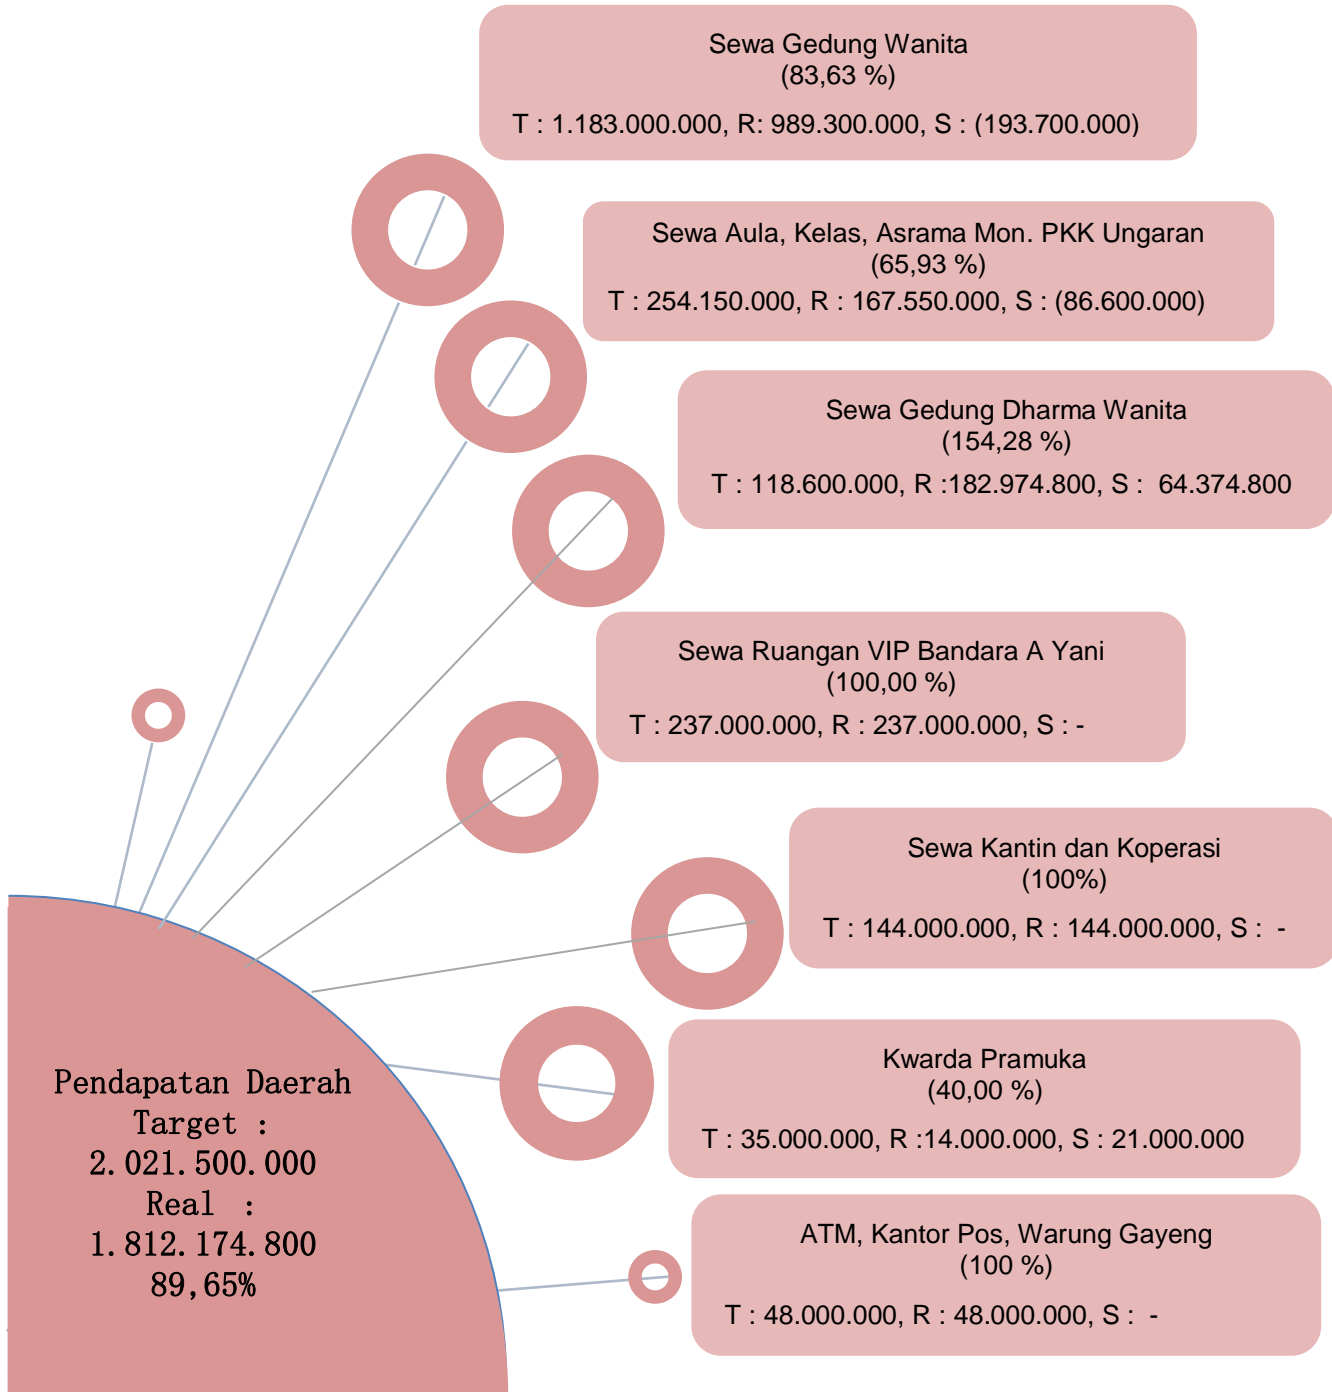 Sewa Gedung Wanita
(83,63 %)
T : 1.183.000.000, R: 989.300.000, S : (193.700.000)
Sewa Aula, Kelas, Asrama Mon. PKK Ungaran
(65,93 %)
T : 254.150.000, R : 167.550.000, S : (86.600.000)
Sewa Gedung Dharma Wanita
(154,28 %)
T : 118.600.000, R :182.974.800, S :  64.374.800
Sewa Ruangan VIP Bandara A Yani
(100,00 %)
T : 237.000.000, R : 237.000.000, S : -
Sewa Kantin dan Koperasi
(100%)
T : 144.000.000, R : 144.000.000, S :  -
Kwarda Pramuka
(40,00 %)
T : 35.000.000, R :14.000.000, S : 21.000.000
ATM, Kantor Pos, Warung Gayeng
(100 %)
T : 48.000.000, R : 48.000.000, S :  -
Pendapatan Daerah
Target :
2.021.500.000
Real  :
1.812.174.800
89,65%